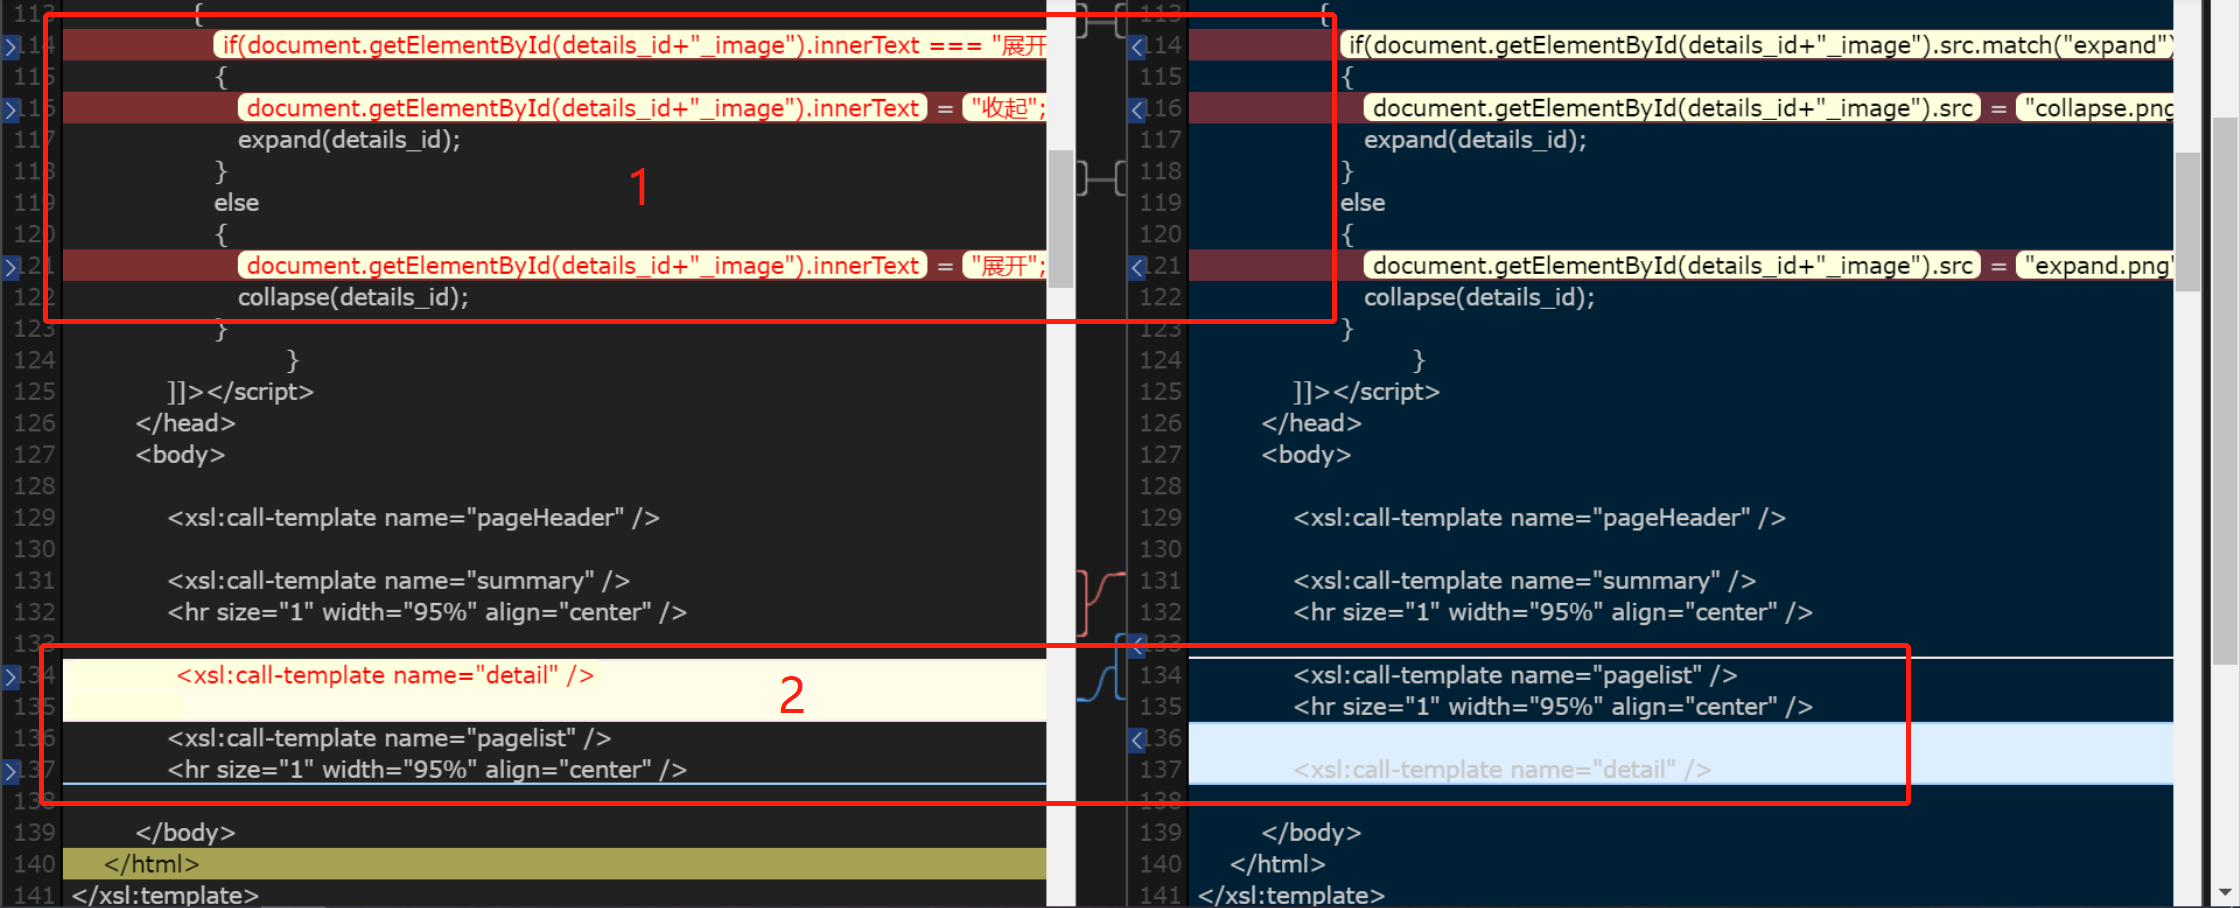 113 {
114 if(document.getElementById(details_id+"_image").innerText === "展开
115 {
116 document.getElementById(details_id+"_image").innerText = "收起";
117 expand(details_id);
118 }
119 else
120 {
121 document.getElementById(details_id+"_image").innerText = "展开";
122 collapse(details_id);
123 }
124 }
125 ]]></script>
126 </head>
127 <body>
128
129 <xsl:call-template name="pageHeader" />
130
131 <xsl:call-template name="summary" />
132 <hr size="1" width="95%" align="center" />
133
134 <xsl:call-template name="detail" />
135
136 <xsl:call-template name="pagelist" />
137 <hr size="1" width="95%" align="center" />
138
139 </body>
140 </html>
141 </xsl:template>
1
2
113 {
114 if(document.getElementById(details_id+"_image").src.match("expand")
115 {
116 document.getElementById(details_id+"_image").src = "collapse.png
117 expand(details_id);
118 }
119 else
120 {
121 document.getElementById(details_id+"_image").src = "expand.png"
122 collapse(details_id);
123 }
124 }
125 ]]></script>
126 </head>
127 <body>
128
129 <xsl:call-template name="pageHeader" />
130
131 <xsl:call-template name="summary" />
132 <hr size="1" width="95%" align="center" />
133
134 <xsl:call-template name="pagelist" />
135 <hr size="1" width="95%" align="center" />
136
137 <xsl:call-template name="detail" />
138
139 </body>
140 </html>
141 </xsl:template>